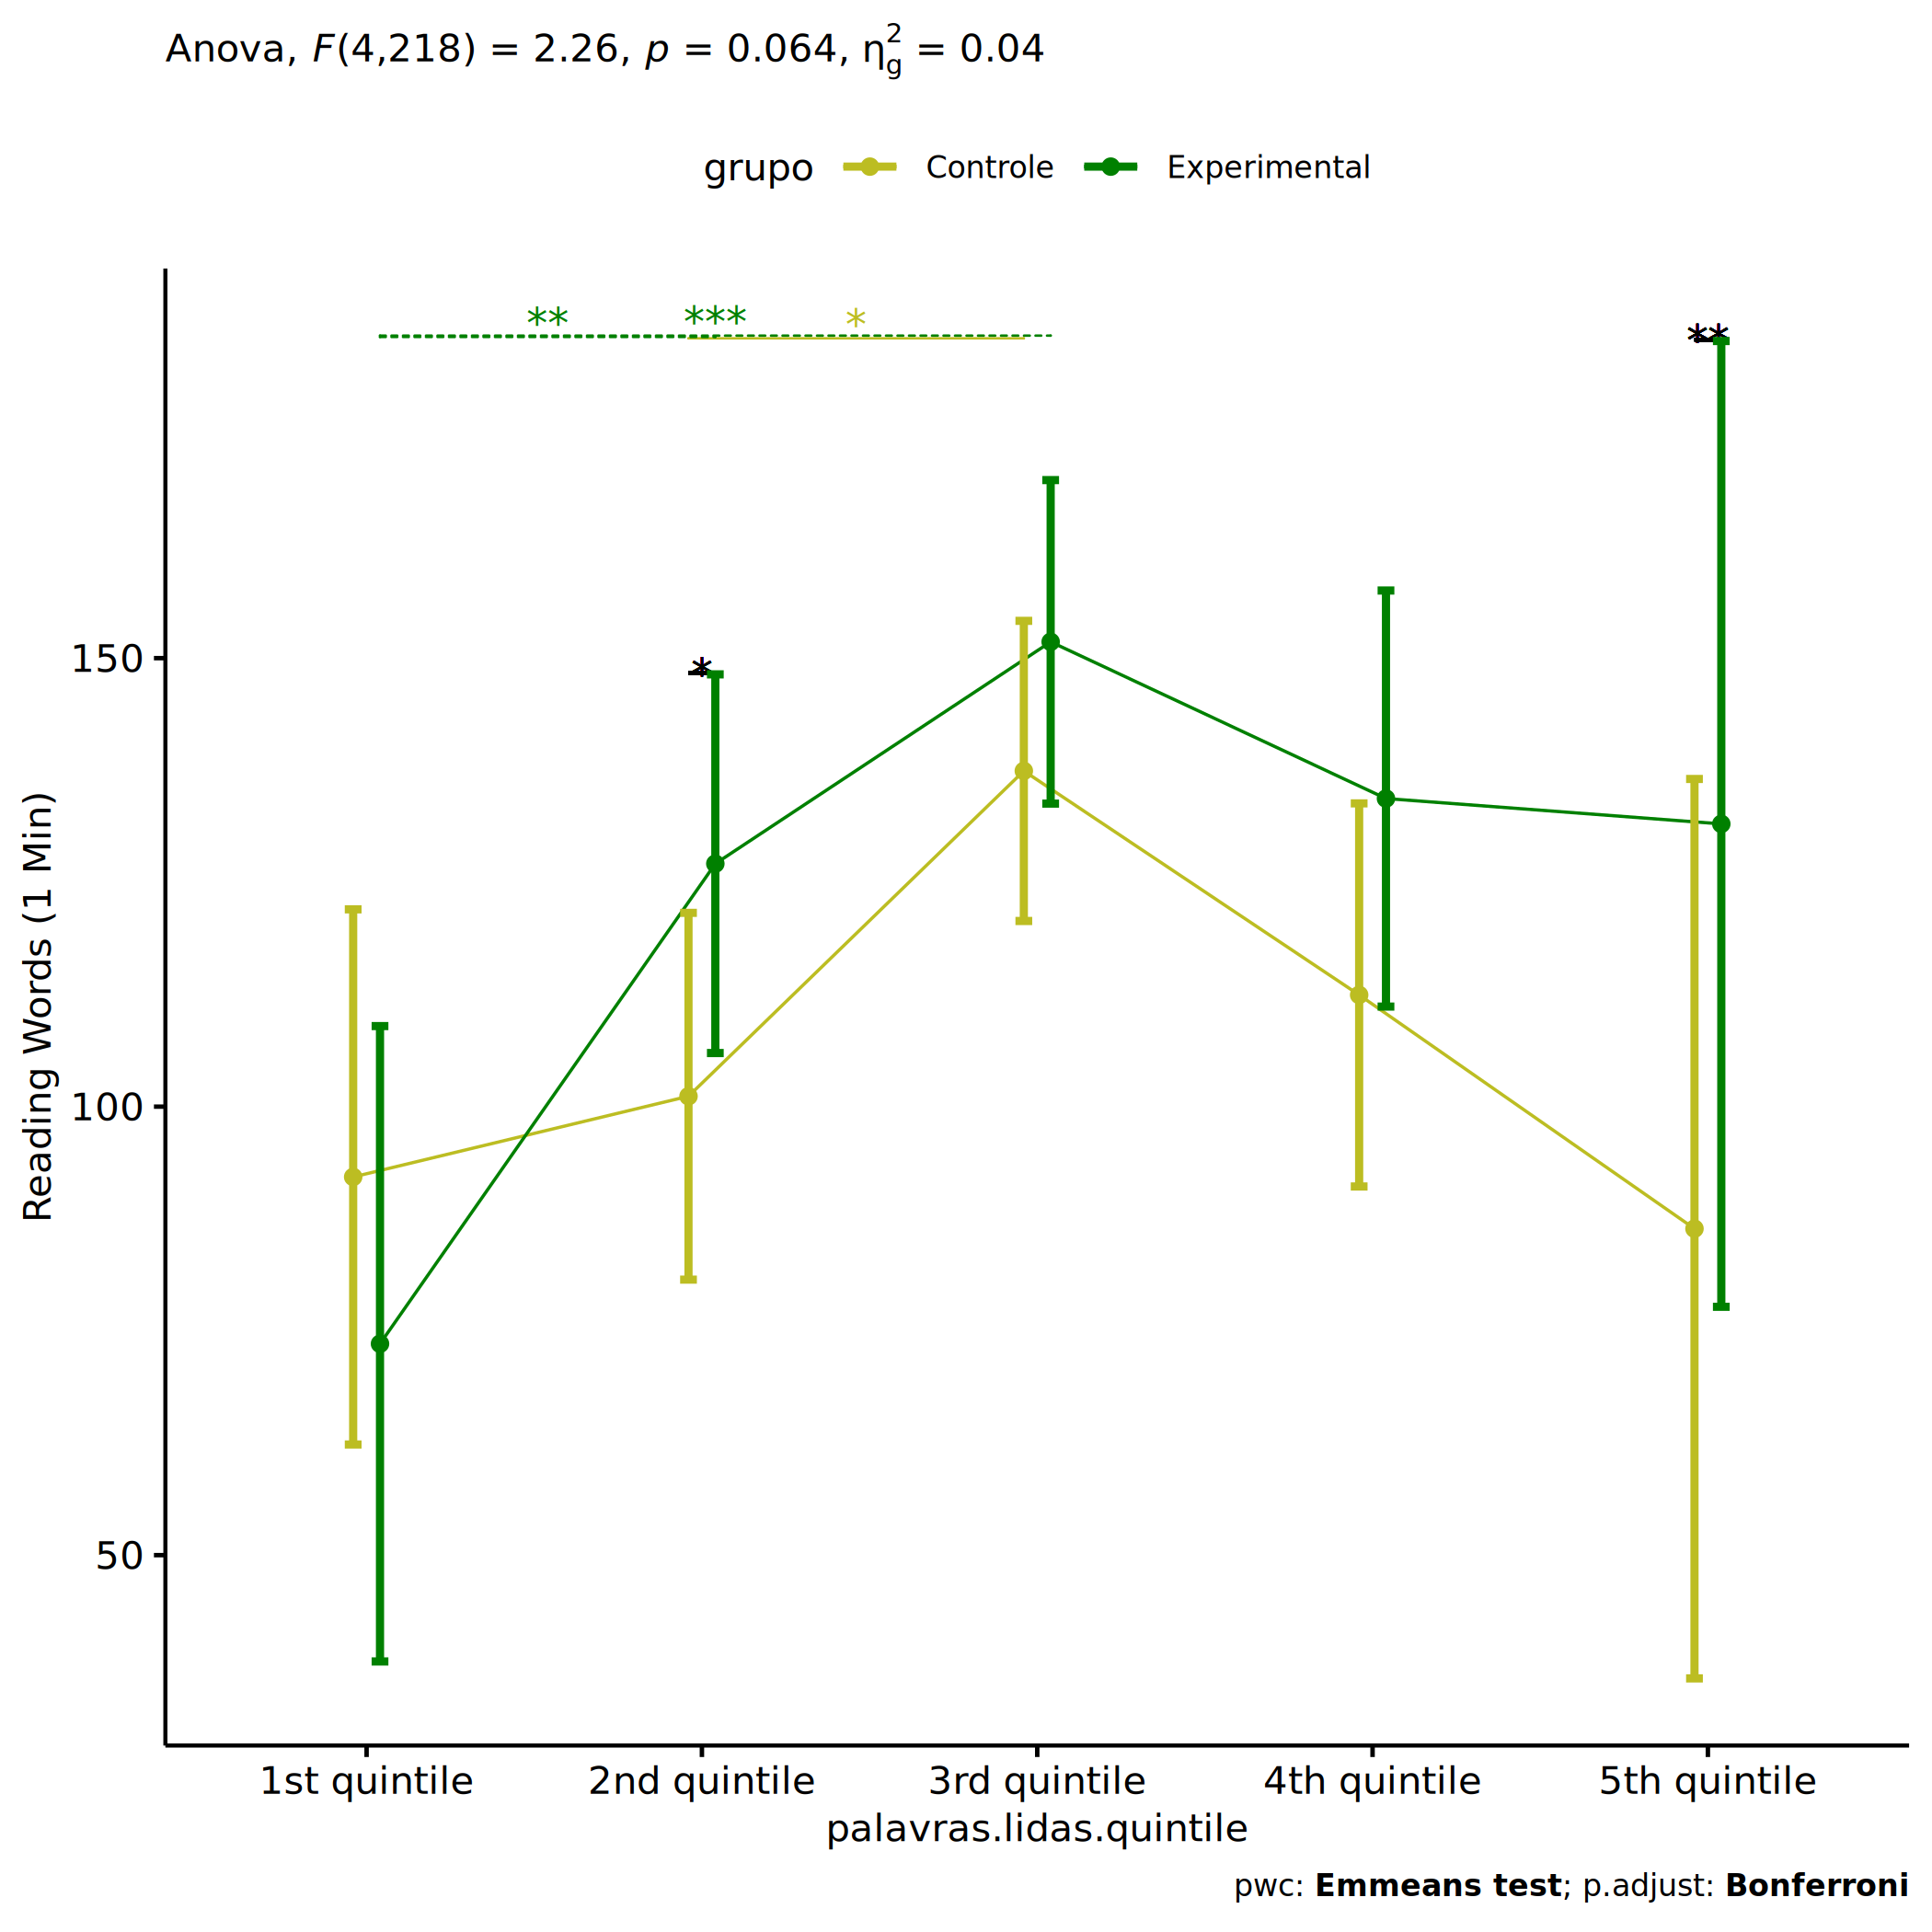 Anova, F(4,218) = 2.26, p = 0.064, η²g = 0.04
grupo Controle Experimental
** *** * **
150 *
Reading Words (1 Min)
100
50
1st quintile 2nd quintile 3rd quintile 4th quintile 5th quintile
palavras.lidas.quintile
pwc: Emmeans test; p.adjust: Bonferroni